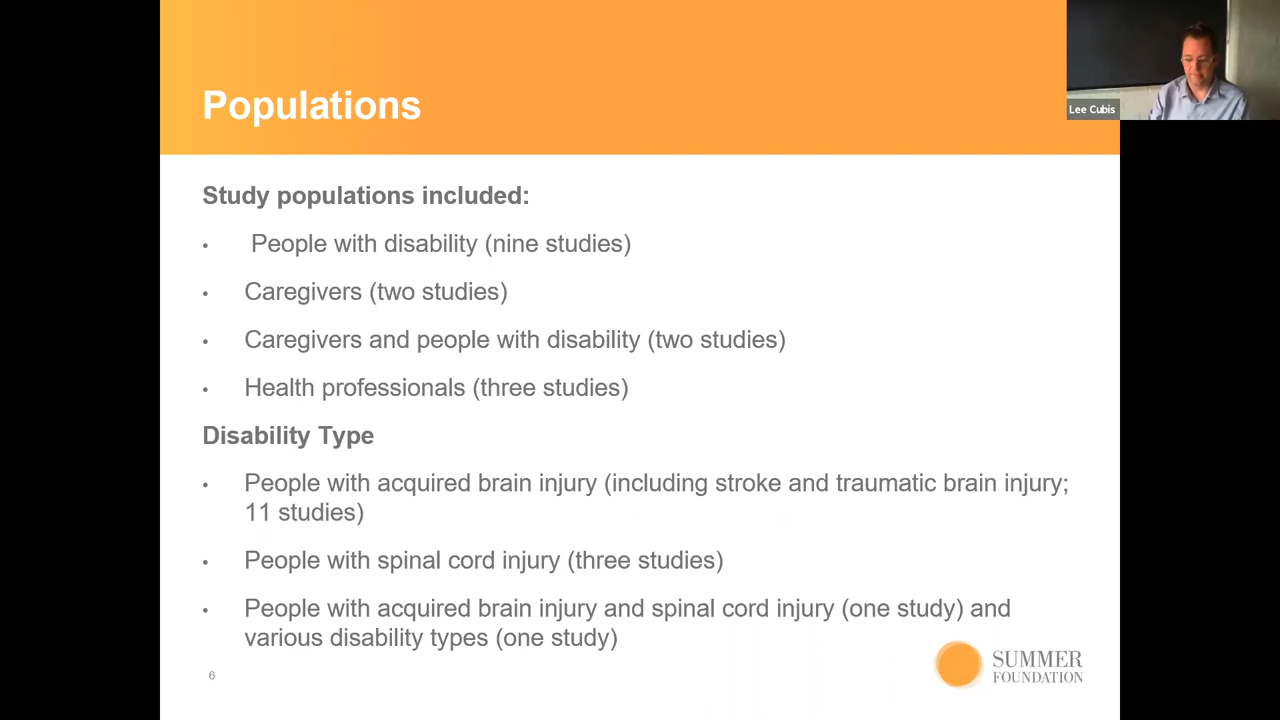 Populations
Lee Cubis
Study populations included:
• People with disability (nine studies)
• Caregivers (two studies)
• Caregivers and people with disability (two studies)
• Health professionals (three studies)
Disability Type
• People with acquired brain injury (including stroke and traumatic brain injury;
11 studies)
• People with spinal cord injury (three studies)
• People with acquired brain injury and spinal cord injury (one study) and
various disability types (one study)
6
SUMMER
FOUNDATION